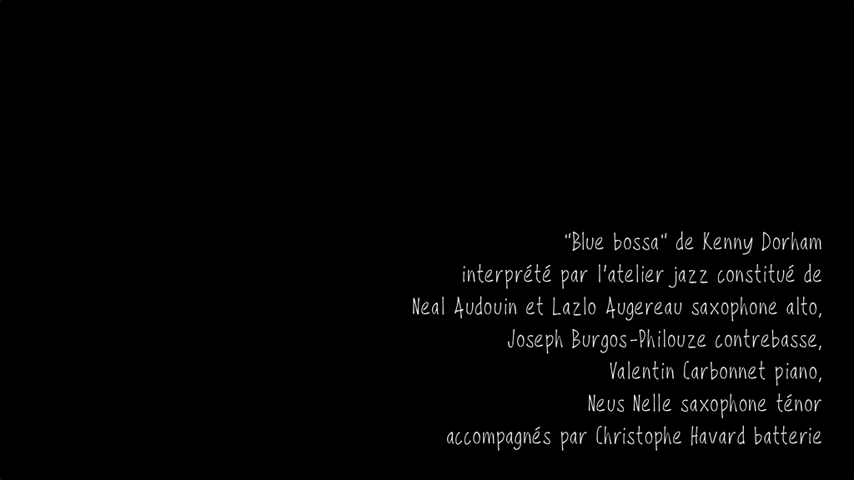 "Blue bossa" de Kenny Dorham
interprété par l'atelier jazz constitué de
Neal Audouin et Lazlo Augereau saxophone alto,
Joseph Burgos-Philouze contrebasse,
Valentin Carbonnet piano,
Neus Nelle saxophone ténor
accompagnés par Christophe Havard batterie